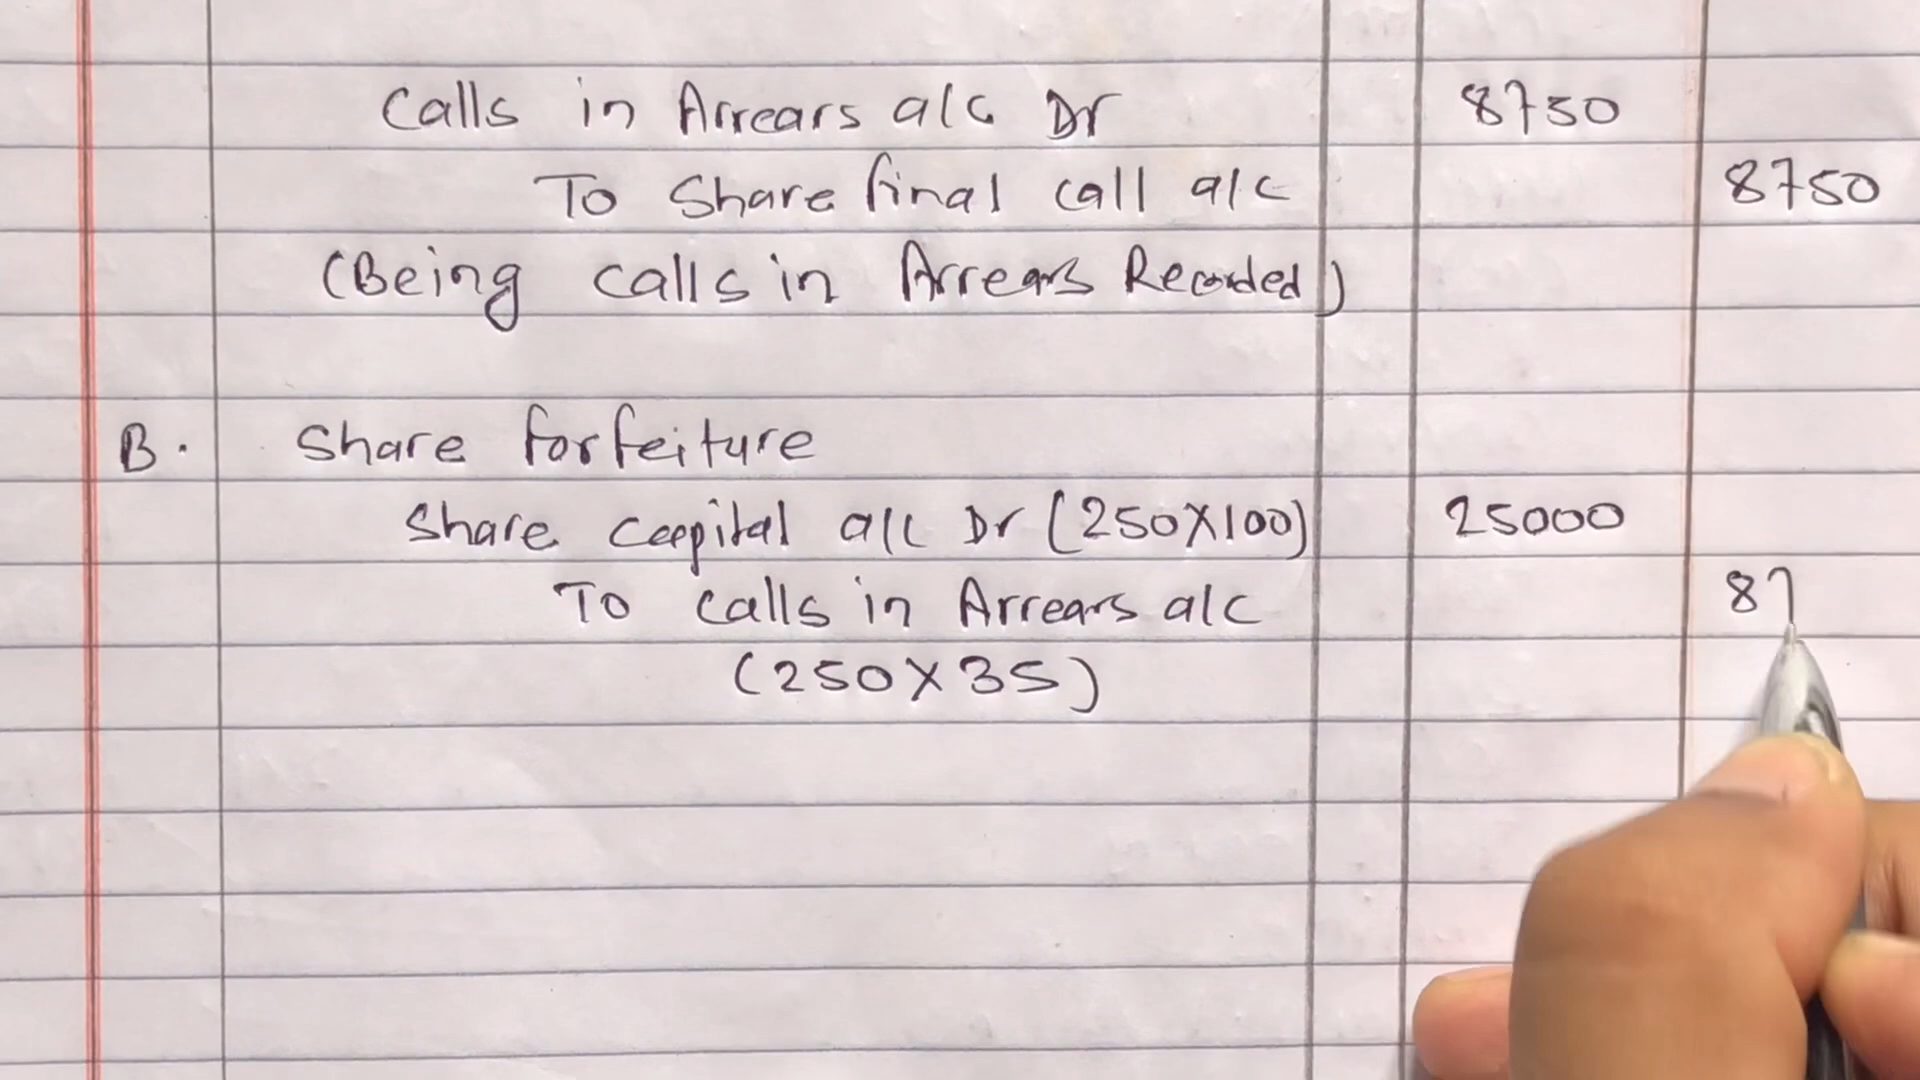 Calls in Arrears a/c Dr 8750
To Share final call a/c 8750
(Being calls in Arrears Recorded)
B. Share forfeiture
Share Capital a/c Dr (250X100) 25000
To calls in Arrears a/c 87
(250X35)